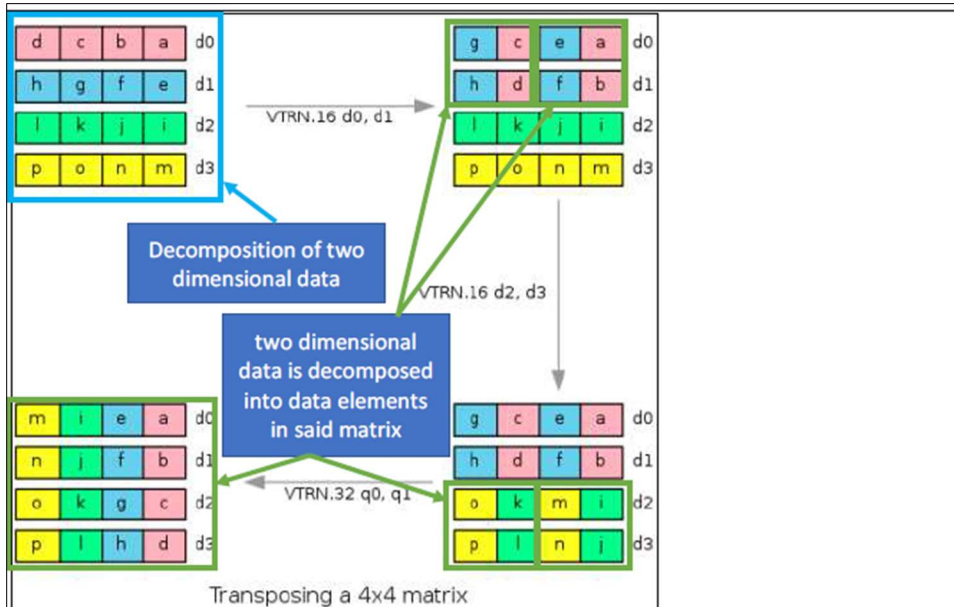 d c b a d0 g c e a d0
h g f e d1 h d f b d1
VTRN.16 d0, d1
l k j i d2 l k j i d2
p o n m d3 p o n m d3
Decomposition of two
dimensional data
VTRN.16 d2, d3
two dimensional
data is decomposed
into data elements
in said matrix
m i e a d0 g c e a d0
n j f b d1 h d f b d1
VTRN.32 q0, q1
o k g c d2 o k m i d2
p l h d d3 p l n j d3
Transposing a 4x4 matrix